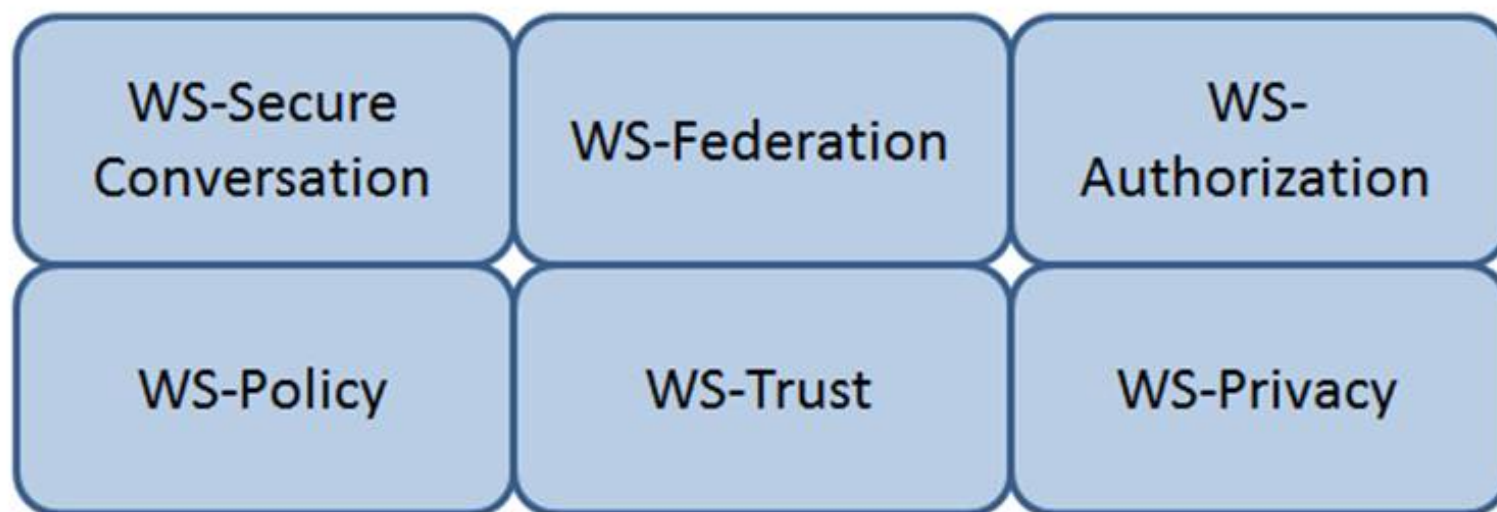 WS-Secure
Conversation
WS-Federation
WS-
Authorization
WS-Policy
WS-Trust
WS-Privacy